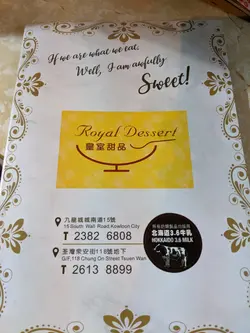 If we are what we eat,
Well, I am awfully
Sweet!
Royal Dessert
皇室甜品
九龍城城南道15號
15 South Wall Road Kowloon City
T 2382 6808
荃灣眾安街118號地下
G/F,118 Chung On Street Tsuen Wan
T 2613 8899
北海道3.6牛乳
HOKKAIDO 3.6 MILK